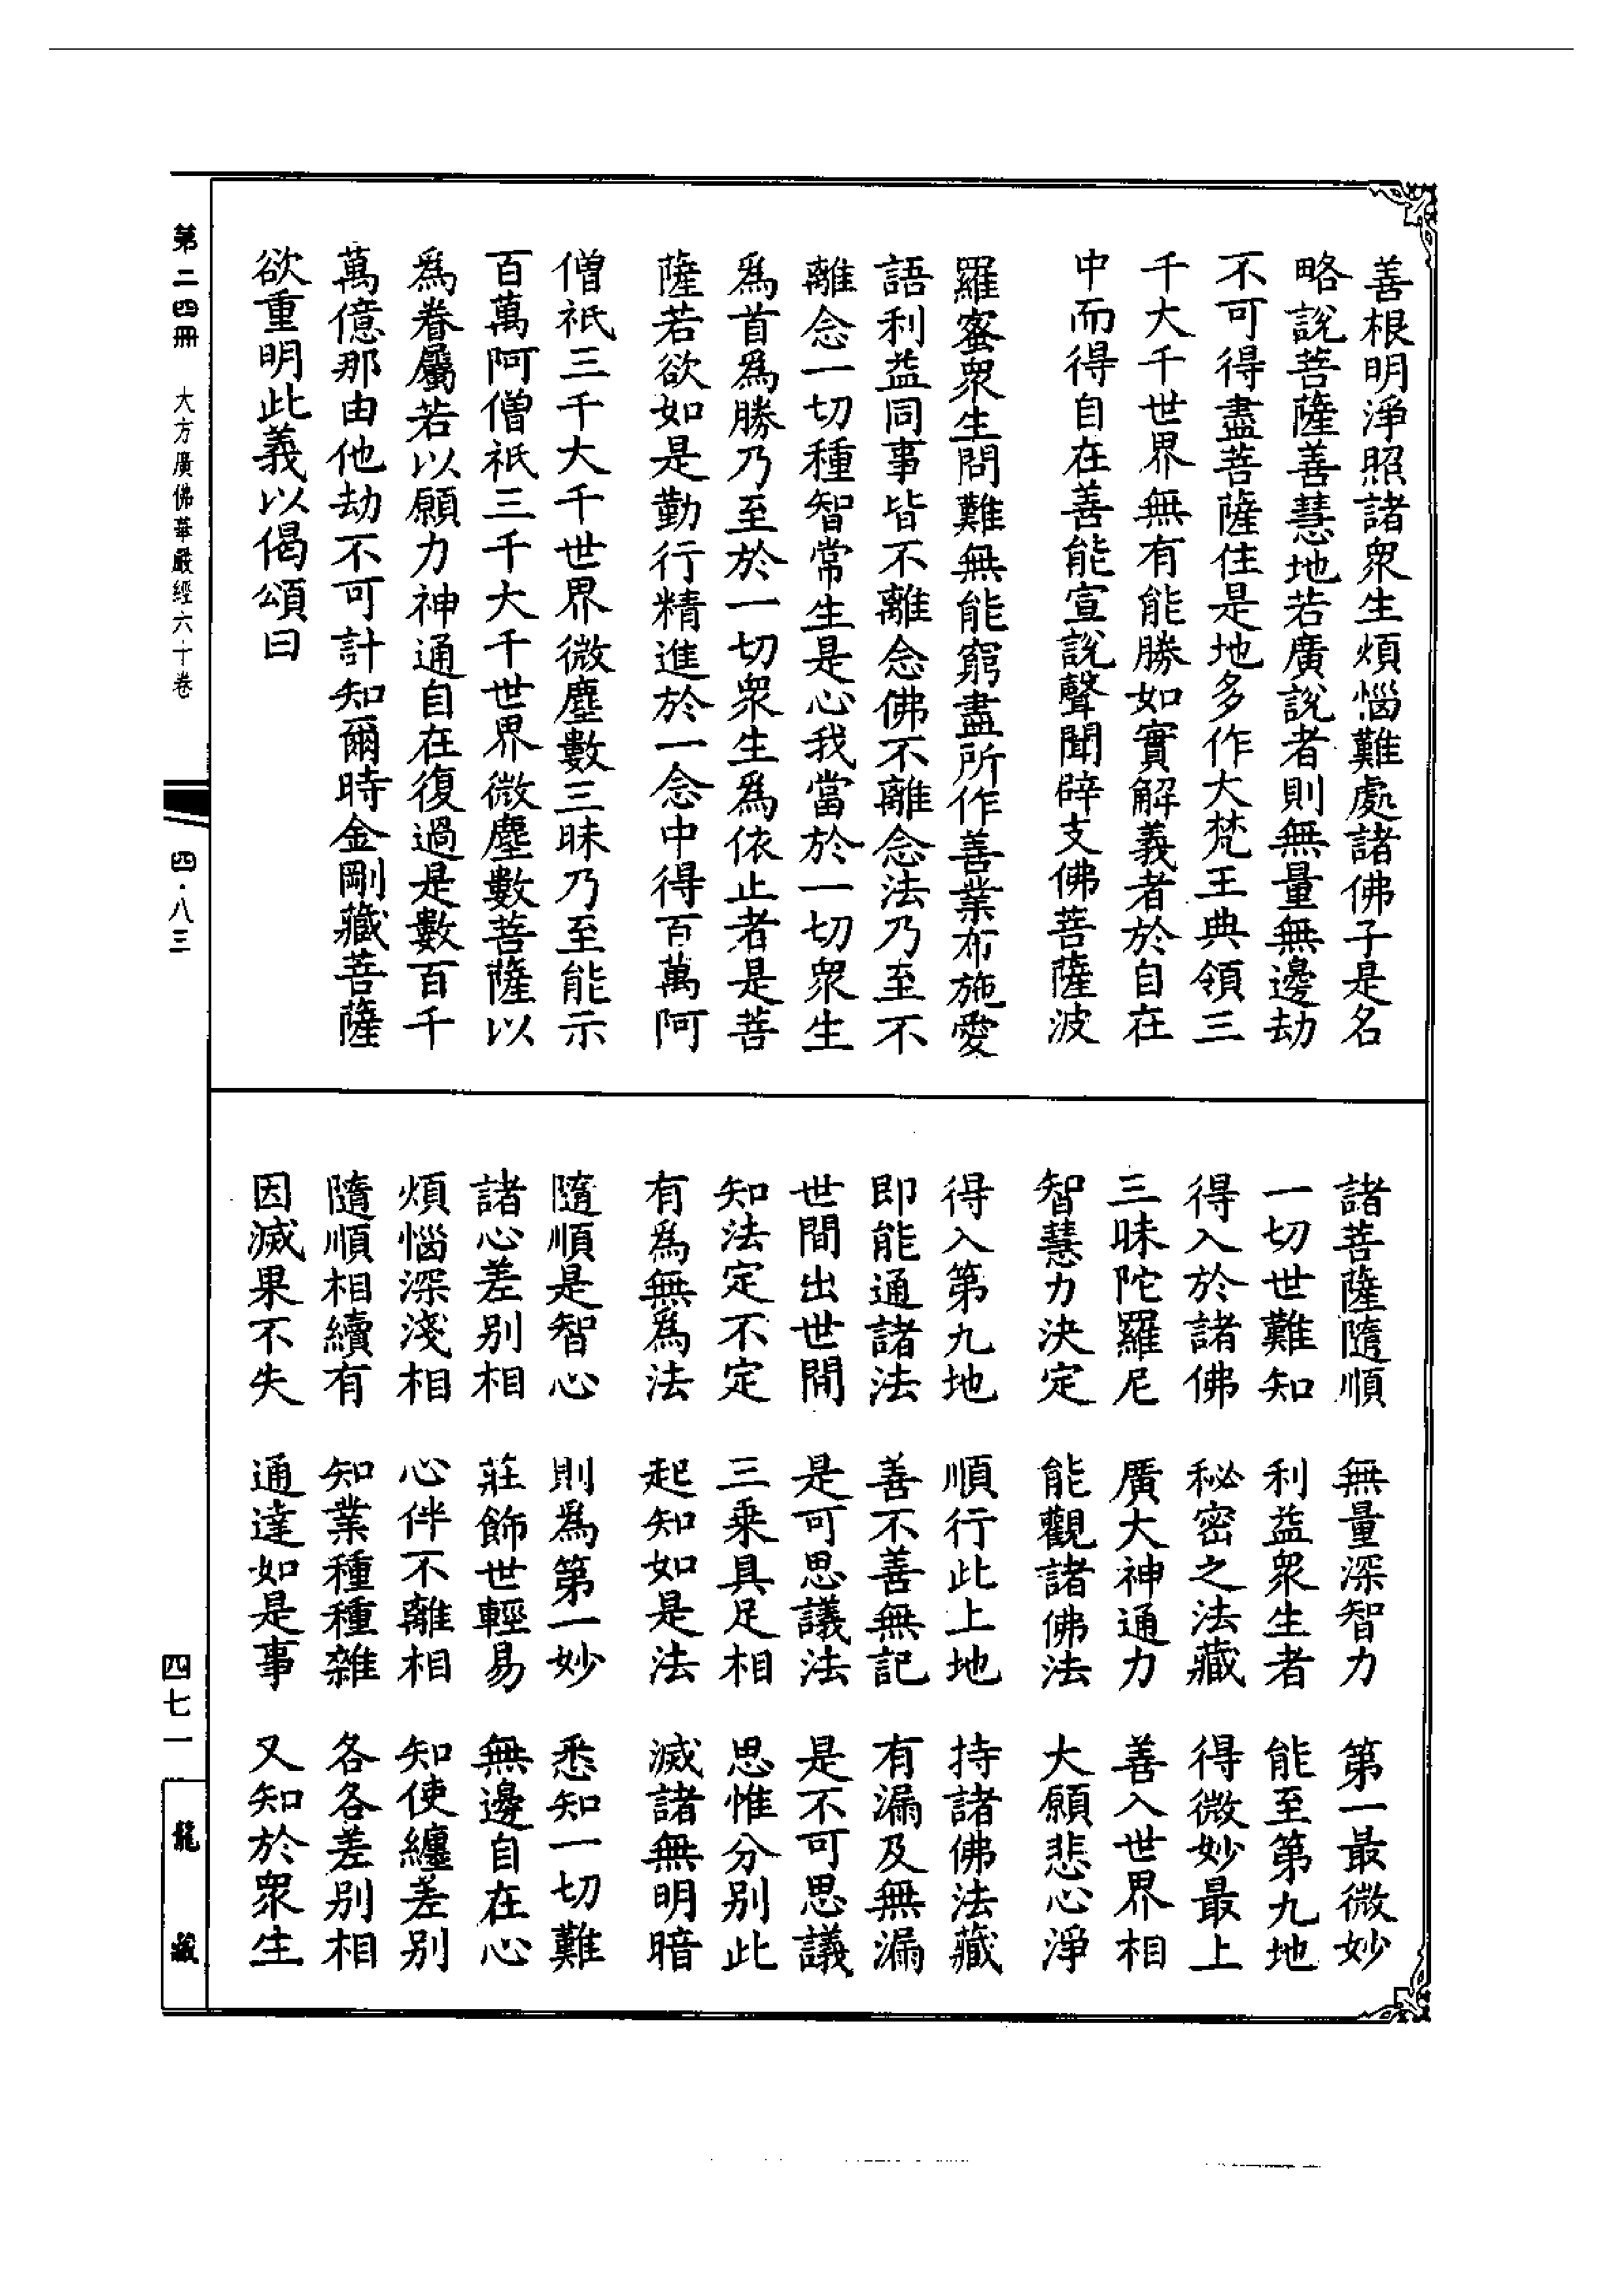 善根明淨照諸衆生煩惱難處諸佛子是名
略說菩薩善慧地若廣說者則無量無邊劫
不可得盡菩薩住是地多作大梵王典領三
千大千世界無有能勝如實解義者於自在
中而得自在善能宣說聲聞辟支佛菩薩波
羅蜜衆生問難無能窮盡所作善業布施愛
語利益同事皆不離念佛不離念法乃至不
離念一切種智常生是心我當於一切衆生
爲首爲勝乃至於一切衆生爲依止者是菩
薩若欲如是勤行精進於一念中得百萬阿
僧祇三千大千世界微塵數三昧乃至能示
百萬阿僧祇三千大千世界微塵數菩薩以
爲眷屬若以願力神通自在復過是數百千
萬億那由他劫不可計知爾時金剛藏菩薩
欲重明此義以偈頌曰
諸菩薩隨順 無量深智力 第一最微妙
一切世難知 利益衆生者 能至第九地
得入於諸佛 秘密之法藏 得微妙最上
三昧陀羅尼 廣大神通力 善入世界相
智慧力決定 能觀諸佛法 大願悲心淨
得入第九地 順行此上地 持諸佛法藏
即能通諸法 善不善無記 有漏及無漏
世間出世間 是可思議法 是不可思議
知法定不定 三乘具足相 思惟分別此
有爲無爲法 起知如是法 滅諸無明暗
隨順是智心 則爲第一妙 悉知一切難
諸心差別相 莊飾世輕易 無邊自在心
煩惱深淺相 心伴不離相 知使纏差別
隨順相續有 知業種種雜 各各差別相
因滅果不失 通達如是事 又知於衆生
第二四冊 大方廣佛華嚴經六十卷 四·八三
四七一
龍藏